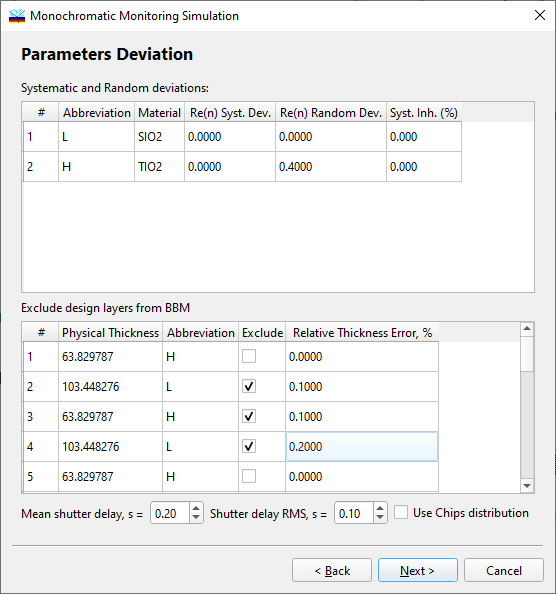 Monochromatic Monitoring Simulation
Parameters Deviation
Systematic and Random deviations:
# Abbreviation Material Re(n) Syst. Dev. Re(n) Random Dev. Syst. Inh. (%)
1 L SIO2 0.0000 0.0000 0.000
2 H TIO2 0.0000 0.4000 0.000
Exclude design layers from BBM
# Physical Thickness Abbreviation Exclude Relative Thickness Error, %
1 63.829787 H 0.0000
2 103.448276 L 0.1000
3 63.829787 H 0.1000
4 103.448276 L 0.2000
5 63.829787 H 0.0000
Mean shutter delay, s = 0.20 Shutter delay RMS, s = 0.10 Use Chips distribution
< Back Next > Cancel